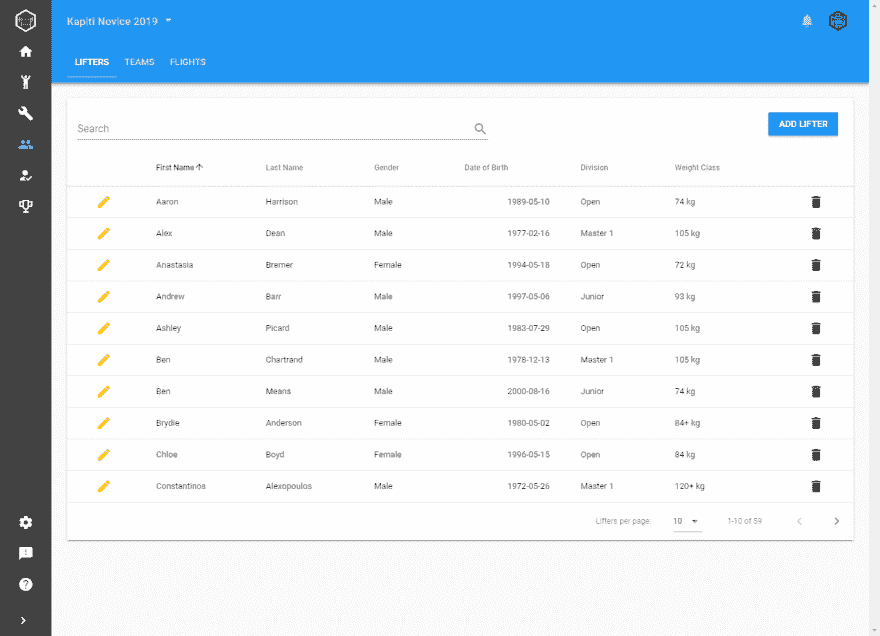 Kapiti Novice 2019
LIFTERS TEAMS FLIGHTS
Search
ADD LIFTER
First Name Last Name Gender Date of Birth Division Weight Class
Aaron Harrison Male 1989-05-10 Open 74 kg
Alex Dean Male 1977-02-16 Master 1 105 kg
Anastasia Bremer Female 1994-05-18 Open 72 kg
Andrew Barr Male 1997-05-06 Junior 93 kg
Ashley Picard Male 1983-07-29 Open 105 kg
Ben Chartrand Male 1978-12-13 Master 1 105 kg
Ben Means Male 2000-08-16 Junior 74 kg
Brydie Anderson Female 1980-05-02 Open 84+ kg
Chloe Boyd Female 1996-05-15 Open 84 kg
Constantinos Alexopoulos Male 1972-05-26 Master 1 120+ kg
Lifters per page: 10 1-10 of 59